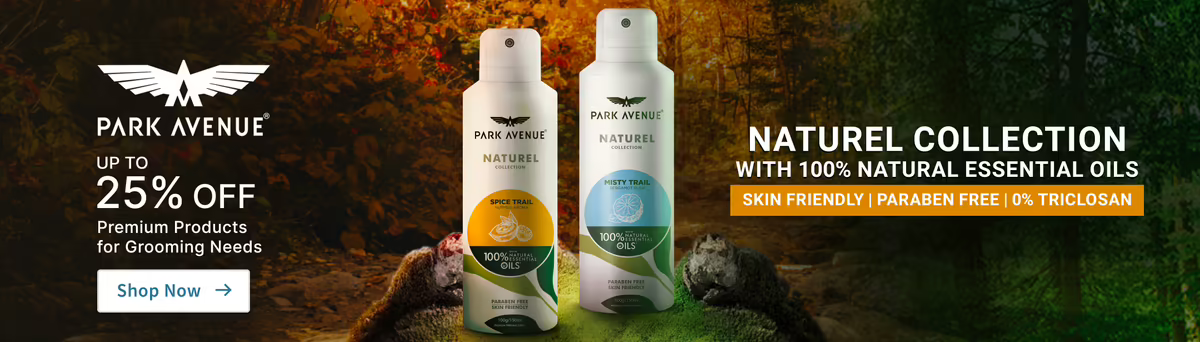 PARK AVENUE®
UP TO
25% OFF
Premium Products
for Grooming Needs
Shop Now
PARK AVENUE®
NATUREL
COLLECTION
SPICE TRAIL
100% NATURAL
ESSENTIAL
OILS
PARABEN FREE
SKIN FRIENDLY
PARK AVENUE®
NATUREL
COLLECTION
MISTY TRAIL
100% NATURAL
ESSENTIAL
OILS
PARABEN FREE
SKIN FRIENDLY
NATUREL COLLECTION
WITH 100% NATURAL ESSENTIAL OILS
SKIN FRIENDLY | PARABEN FREE | 0% TRICLOSAN